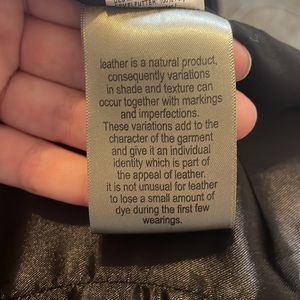 leather is a natural product,
consequently variations
in shade and texture can
occur together with markings
and imperfections.
These variations add to the
character of the garment
and give it an individual
identity which is part of
the appeal of leather.
it is not unusual for leather
to lose a small amount of
dye during the first few
wearings.